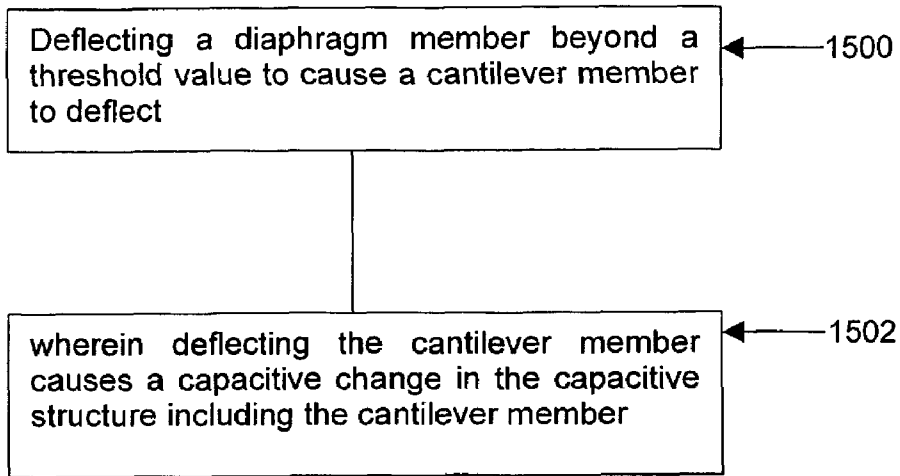 Deflecting a diaphragm member beyond a
threshold value to cause a cantilever member
to deflect
1500
wherein deflecting the cantilever member
causes a capacitive change in the capacitive
structure including the cantilever member
1502